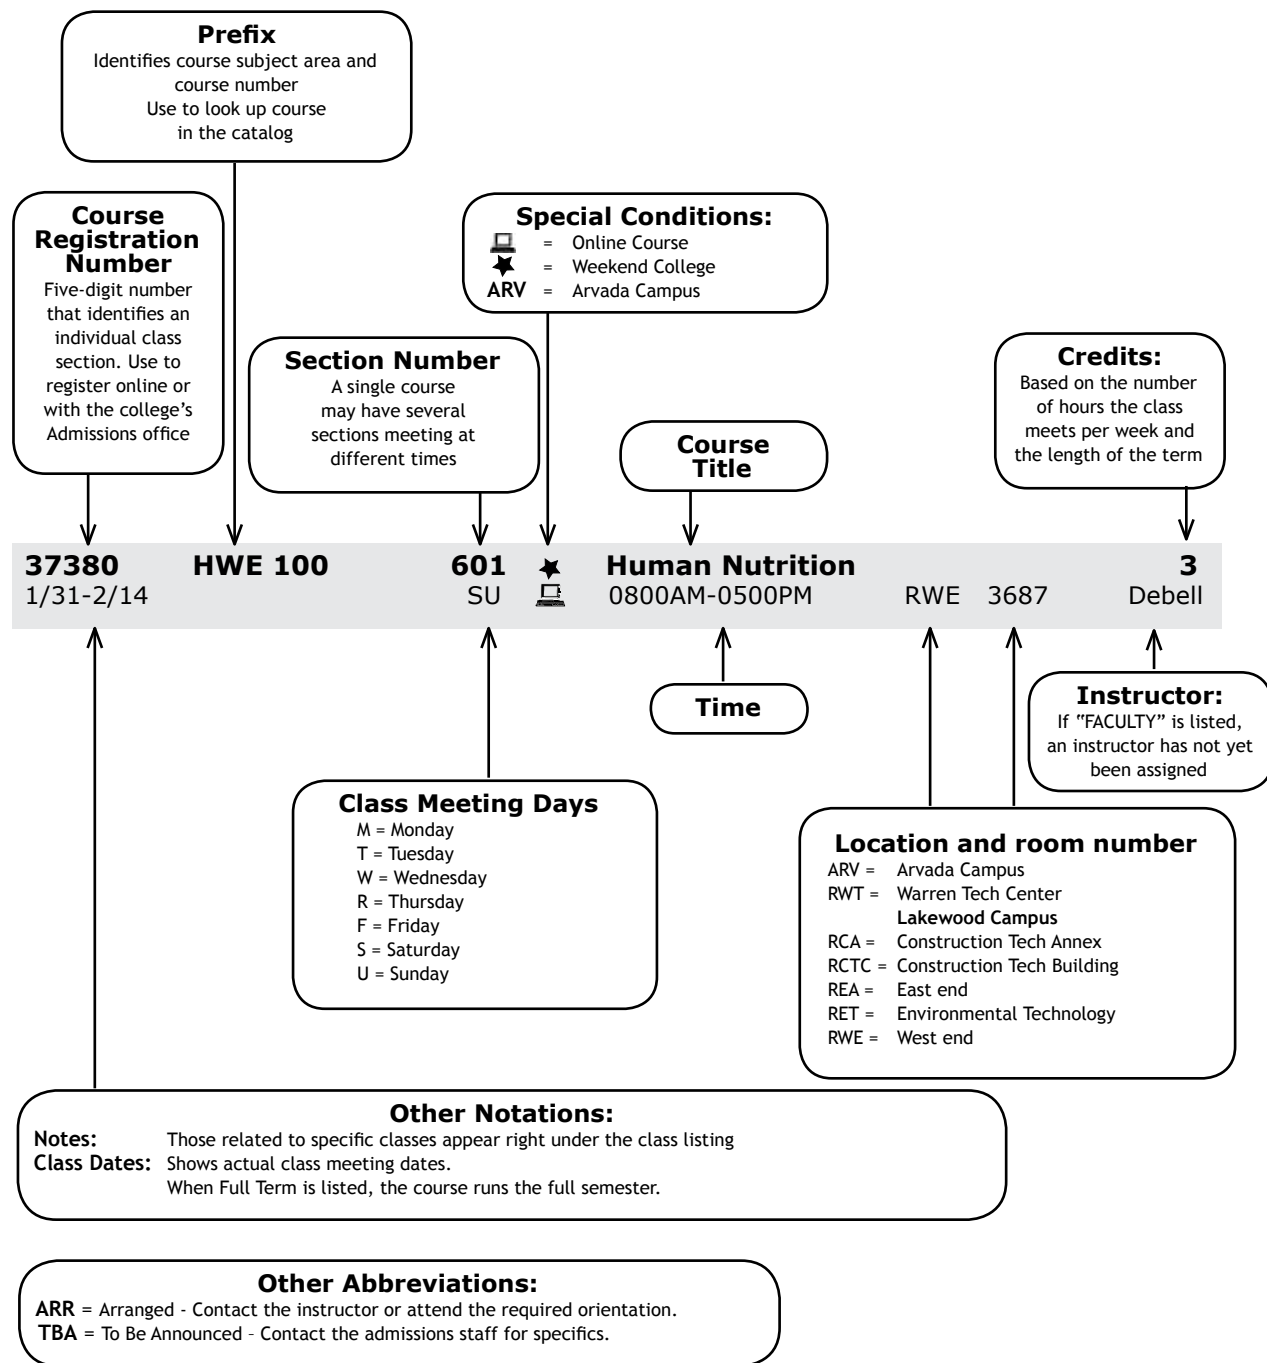 Prefix
Identifies course subject area and
course number
Use to look up course
in the catalog
Course
Registration
Number
Five-digit number
that identifies an
individual class
section. Use to
register online or
with the college’s
Admissions office
Special Conditions:
= Online Course
= Weekend College
ARV = Arvada Campus
Section Number
A single course
may have several
sections meeting at
different times
Course
Title
Credits:
Based on the number
of hours the class
meets per week and
the length of the term
37380 HWE 100 601 Human Nutrition 3
1/31-2/14 SU 0800AM-0500PM RWE 3687 Debell
Time
Instructor:
If “FACULTY” is listed,
an instructor has not yet
been assigned
Class Meeting Days
M = Monday
T = Tuesday
W = Wednesday
R = Thursday
F = Friday
S = Saturday
U = Sunday
Location and room number
ARV = Arvada Campus
RWT = Warren Tech Center
Lakewood Campus
RCA = Construction Tech Annex
RCTC = Construction Tech Building
REA = East end
RET = Environmental Technology
RWE = West end
Other Notations:
Notes: Those related to specific classes appear right under the class listing
Class Dates: Shows actual class meeting dates.
When Full Term is listed, the course runs the full semester.
Other Abbreviations:
ARR = Arranged - Contact the instructor or attend the required orientation.
TBA = To Be Announced – Contact the admissions staff for specifics.